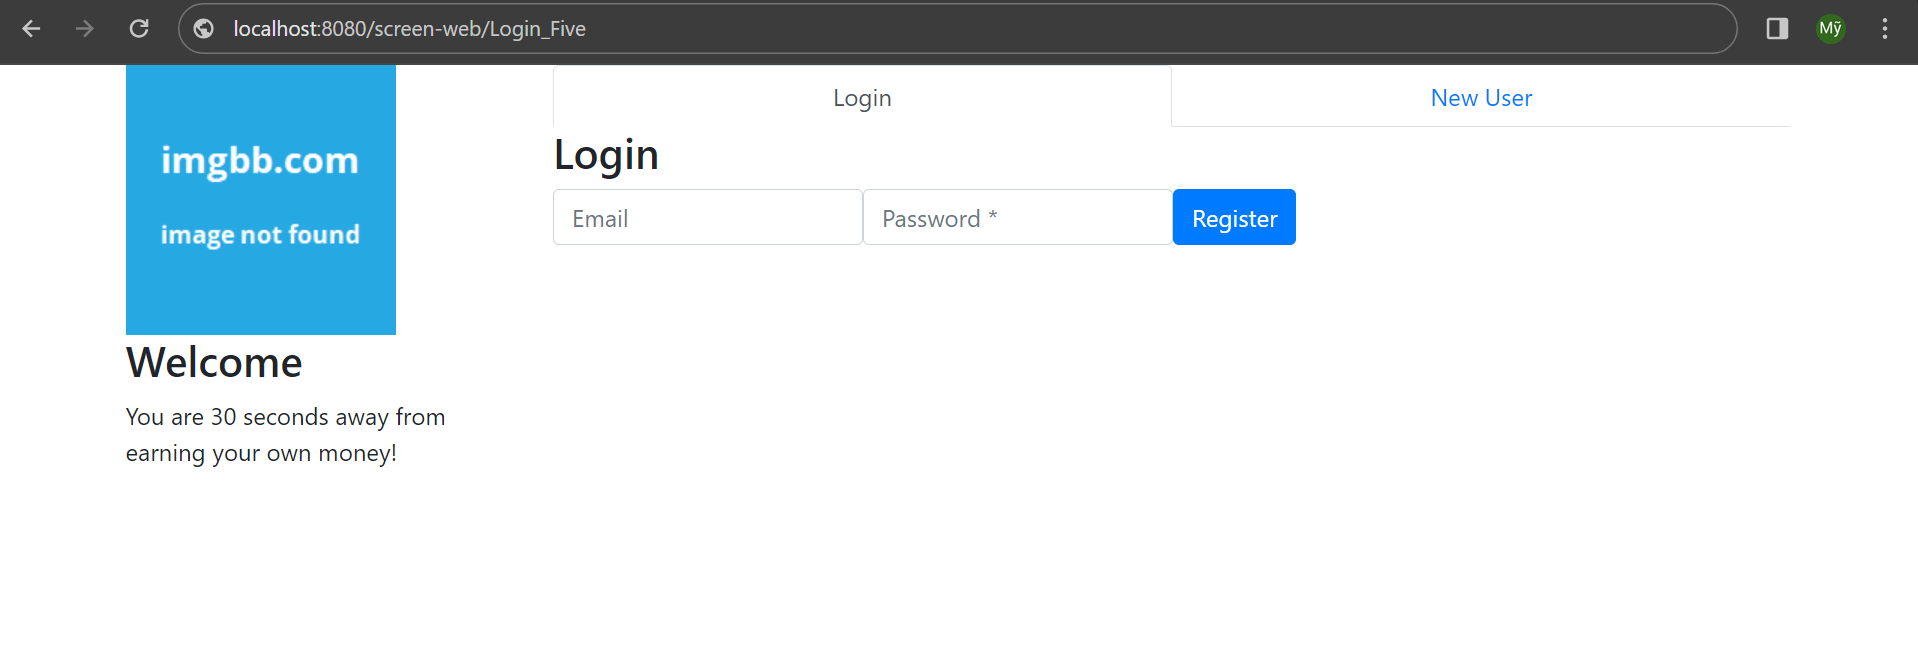 localhost:8080/screen-web/Login_Five
Mỹ
imgbb.com
image not found
Welcome
You are 30 seconds away from
earning your own money!
Login
New User
Login
Email
Password *
Register